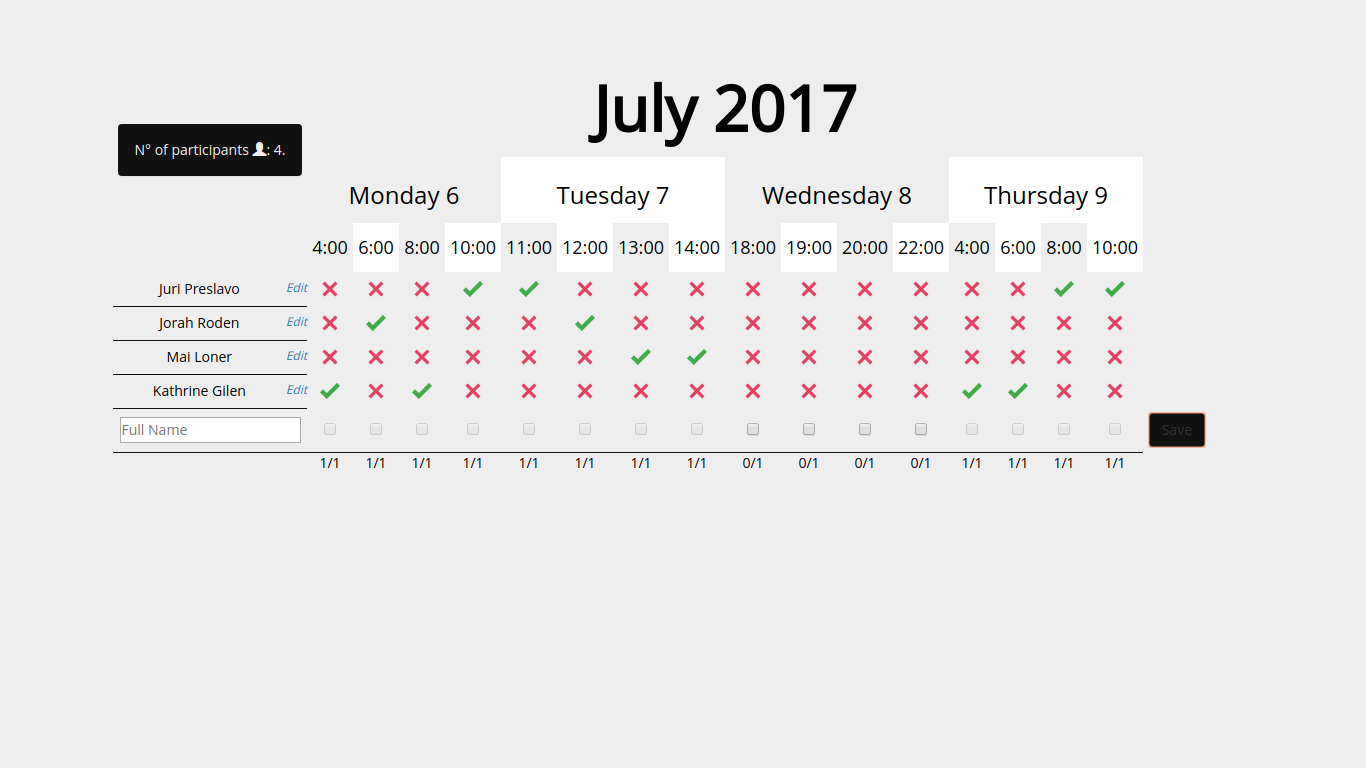 July 2017
N° of participants : 4.
Monday 6 Tuesday 7 Wednesday 8 Thursday 9
4:00 6:00 8:00 10:00 11:00 12:00 13:00 14:00 18:00 19:00 20:00 22:00 4:00 6:00 8:00 10:00
Juri Preslavo Edit
Jorah Roden Edit
Mai Loner Edit
Kathrine Gilen Edit
Full Name Save
1/1 1/1 1/1 1/1 1/1 1/1 1/1 1/1 0/1 0/1 0/1 0/1 1/1 1/1 1/1 1/1